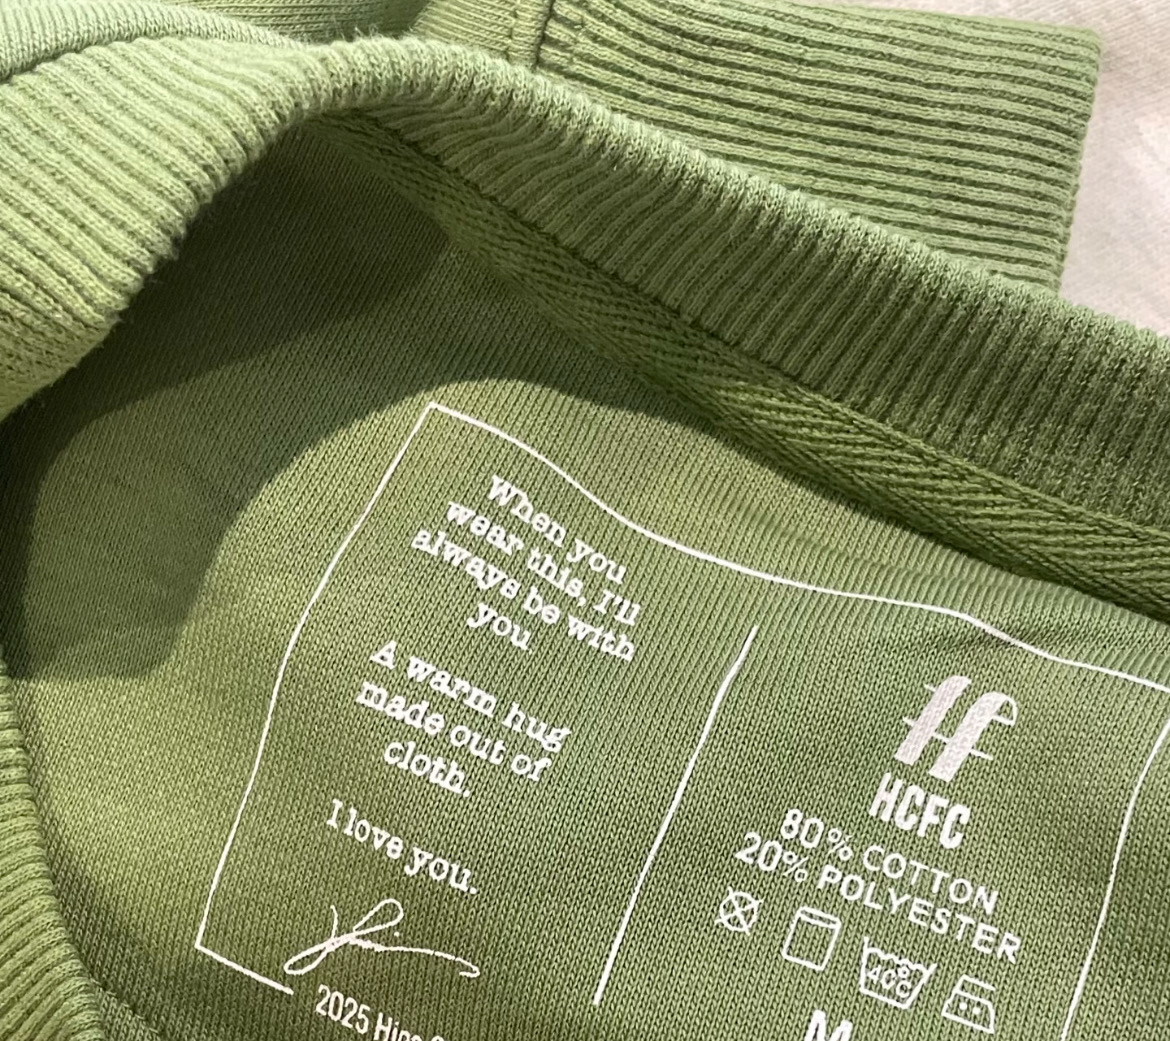 When you
wear this, I'll
always be with
you
A warm hug
made out of
cloth.
I love you.
2025
HCFC
80% COTTON
20% POLYESTER
40C
M